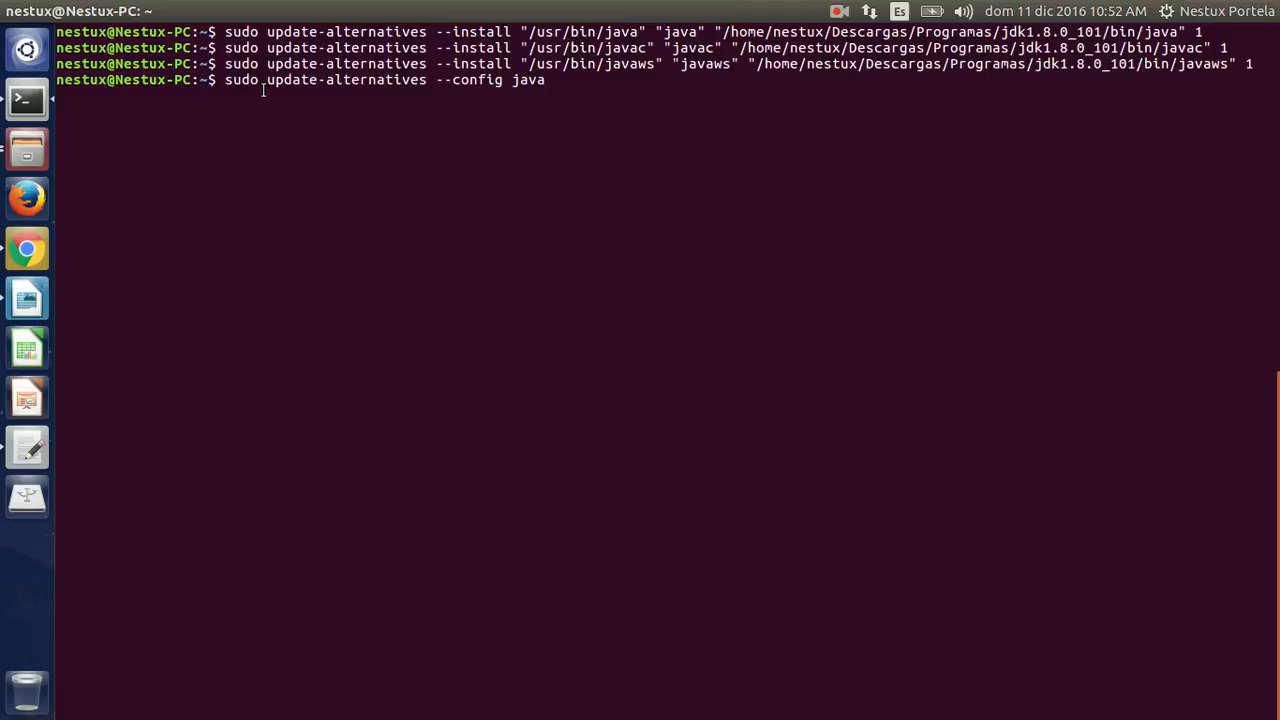 nestux@Nestux-PC: ~
Es
dom 11 dic 2016 10:52 AM
Nestux Portela
nestux@Nestux-PC:~$ sudo update-alternatives --install "/usr/bin/java" "java" "/home/nestux/Descargas/Programas/jdk1.8.0_101/bin/java" 1
nestux@Nestux-PC:~$ sudo update-alternatives --install "/usr/bin/javac" "javac" "/home/nestux/Descargas/Programas/jdk1.8.0_101/bin/javac" 1
nestux@Nestux-PC:~$ sudo update-alternatives --install "/usr/bin/javaws" "javaws" "/home/nestux/Descargas/Programas/jdk1.8.0_101/bin/javaws" 1
nestux@Nestux-PC:~$ sudo update-alternatives --config java